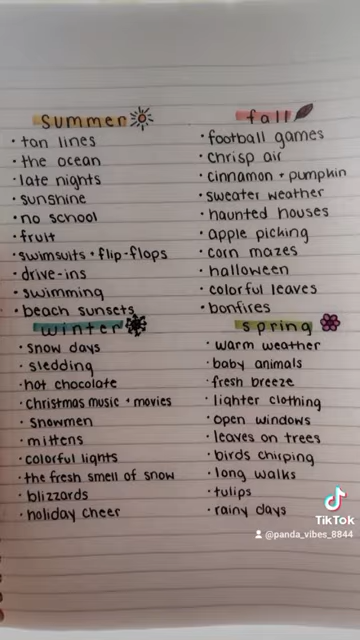 summer
• tan lines
• the ocean
• late nights
• sunshine
• no school
• fruit
• swimsuits + flip-flops
• drive-ins
• swimming
• beach sunsets
fall
• football games
• chrisp air
• cinnamon + pumpkin
• sweater weather
• haunted houses
• apple picking
• corn mazes
• halloween
• colorful leaves
• bonfires
winter
• snow days
• sledding
• hot chocolate
• Christmas music + movies
• snowmen
• mittens
• colorful lights
• the fresh smell of snow
• blizzards
• holiday cheer
spring
• warm weather
• baby animals
• fresh breeze
• lighter clothing
• open windows
• leaves on trees
• birds chirping
• long walks
• tulips
• rainy days
TikTok
@panda_vibes_8844